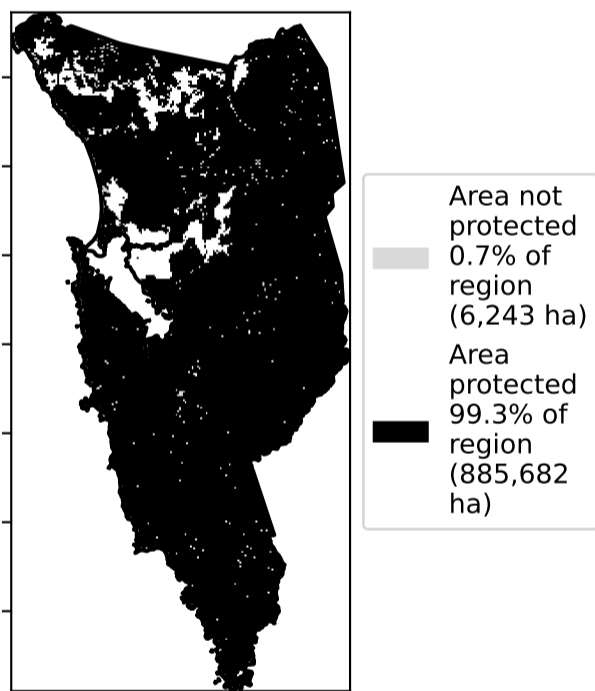 Area not
protected
0.7% of
region
(6,243 ha)
Area
protected
99.3% of
region
(885,682
ha)